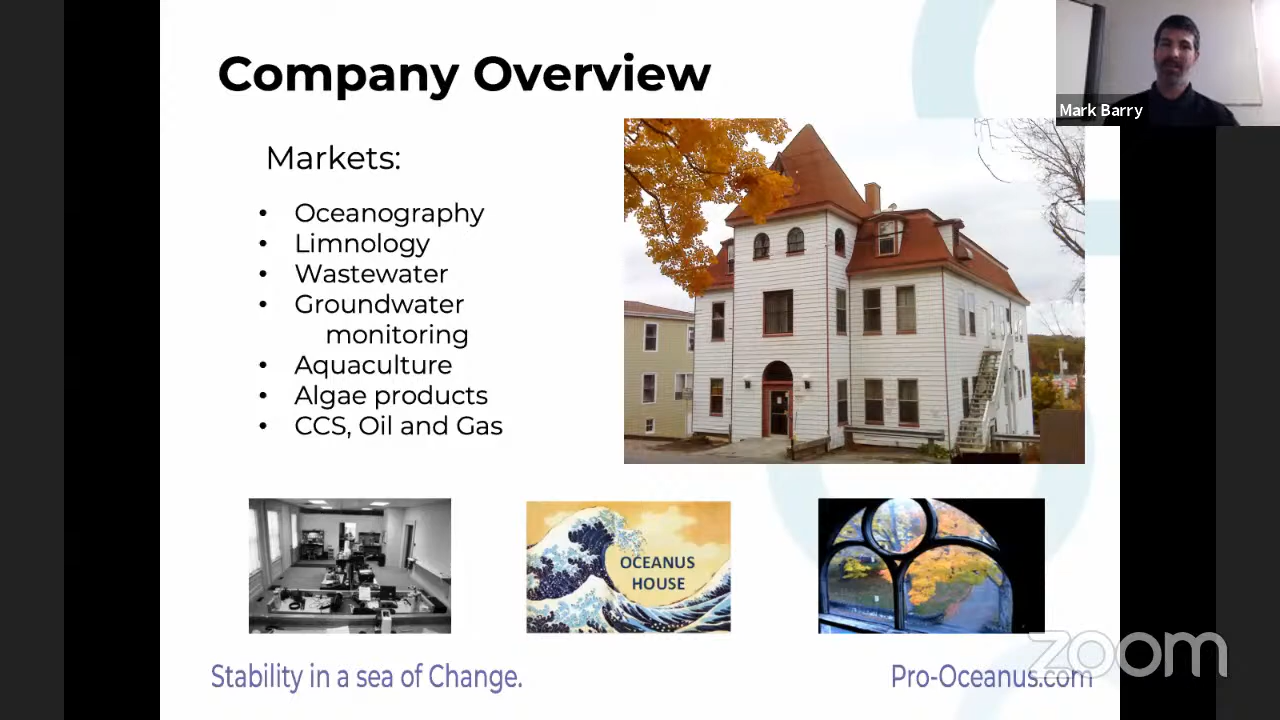 Company Overview
Mark Barry
Markets:
• Oceanography
• Limnology
• Wastewater
• Groundwater
monitoring
• Aquaculture
• Algae products
• CCS, Oil and Gas
OCEANUS
HOUSE
Stability in a sea of Change.
Pro-Oceanus.com
zoom